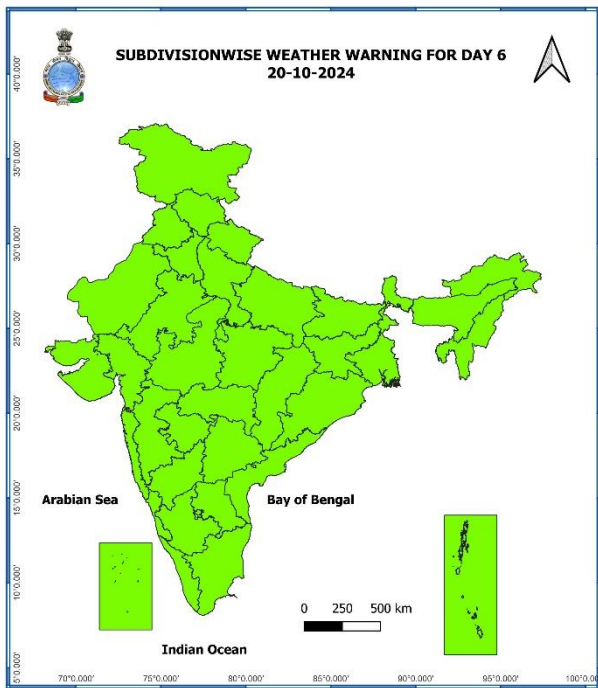 SUBDIVISIONWISE WEATHER WARNING FOR DAY 6
20-10-2024
40°0.000'
35°0.000'
30°0.000'
25°0.000'
20°0.000'
15°0.000'
10°0.000'
5°0.000'
Arabian Sea
Bay of Bengal
0 250 500 km
Indian Ocean
70°0.000' 75°0.000' 80°0.000' 85°0.000' 90°0.000' 95°0.000' 100°0.000'